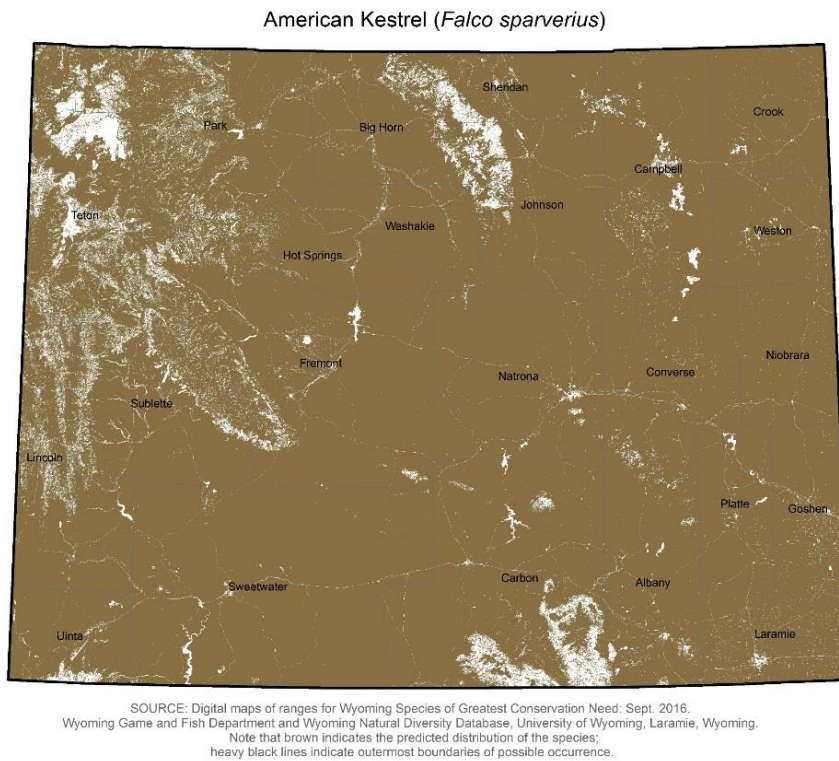 American Kestrel (Falco sparverius)
Sheridan
Crook
Park
Big Horn
Campbell
Johnson
Teton
Washakie
Weston
Hot Springs
Niobrara
Fremont
Converse
Natrona
Sublette
Lincoln
Platte
Goshen
Carbon
Albany
Sweetwater
Laramie
Uinta
SOURCE: Digital maps of ranges for Wyoming Species of Greatest Conservation Need: Sept. 2016.
Wyoming Game and Fish Department and Wyoming Natural Diversity Database, University of Wyoming, Laramie, Wyoming.
Note that brown indicates the predicted distribution of the species;
heavy black lines indicate outermost boundaries of possible occurrence.